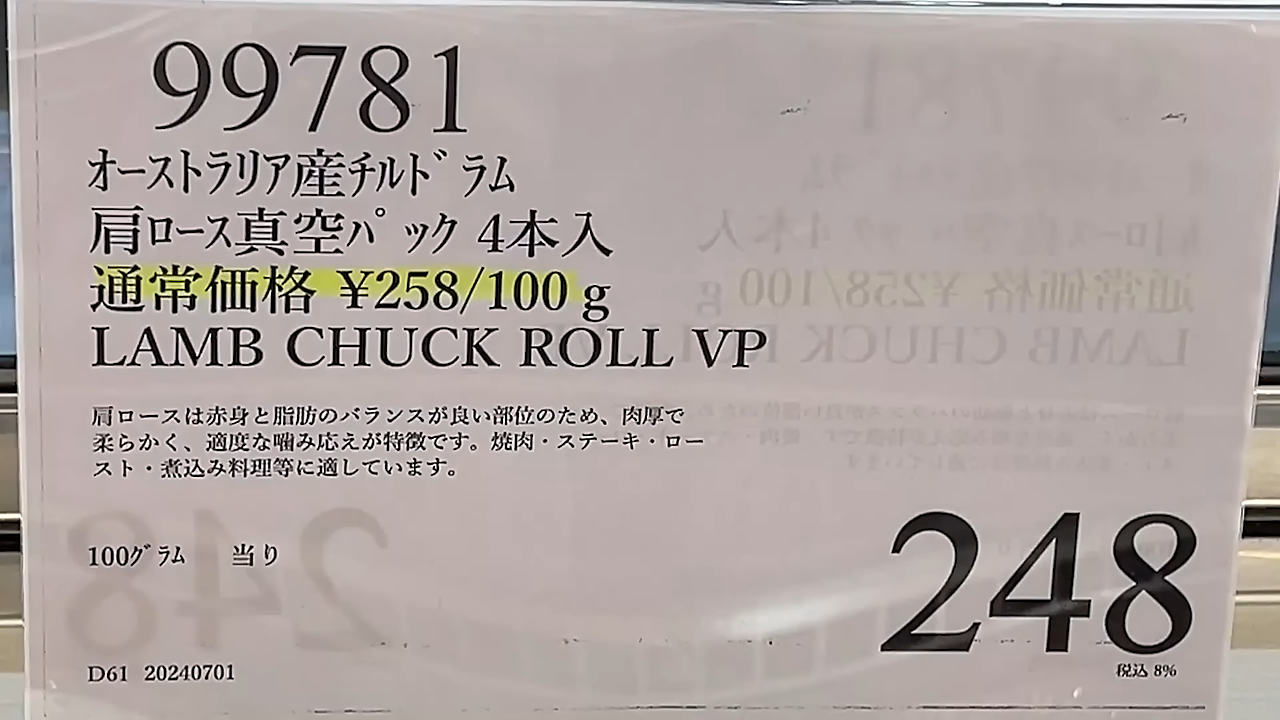 99781
オーストラリア産チルドラム
肩ロース真空パック 4本入
通常価格 ¥258/100 g
LAMB CHUCK ROLL VP
肩ロースは赤身と脂肪のバランスが良い部位のため、肉厚で
柔らかく、適度な噛み応えが特徴です。焼肉・ステーキ・ロー
スト・煮込み料理等に適しています。
100グラム 当り
248
税込 8%
D61 20240701